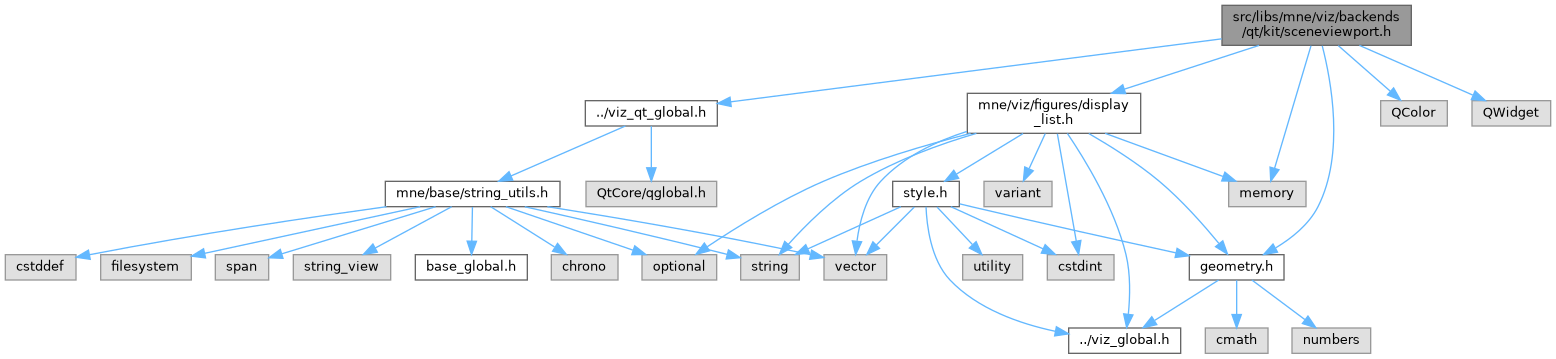 src/libs/mne/viz/backends
/qt/kit/sceneviewport.h
../viz_qt_global.h
mne/viz/figures/display
_list.h
QColor
QWidget
mne/base/string_utils.h
QtCore/qglobal.h
style.h
variant
memory
cstddef
filesystem
span
string_view
base_global.h
chrono
optional
string
vector
utility
cstdint
geometry.h
../viz_global.h
cmath
numbers